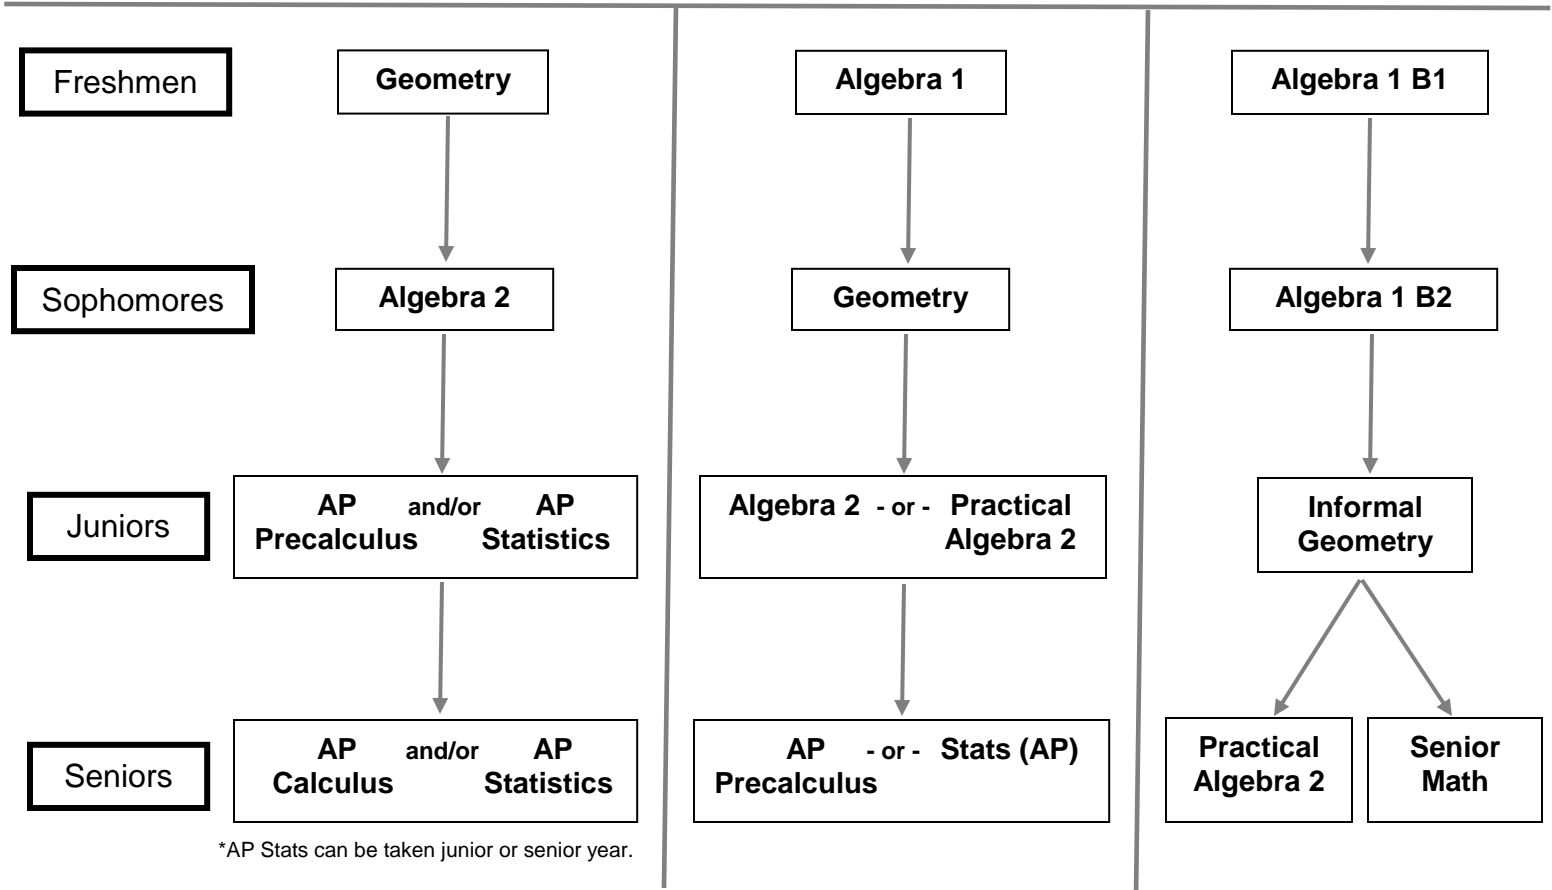 Freshmen
Geometry
Algebra 1
Algebra 1 B1
Sophomores
Algebra 2
Geometry
Algebra 1 B2
Juniors
AP and/or AP
Precalculus Statistics
Algebra 2 - or - Practical
Algebra 2
Informal
Geometry
Seniors
AP and/or AP
Calculus Statistics
AP - or - Stats (AP)
Precalculus
Practical
Algebra 2
Senior
Math
*AP Stats can be taken junior or senior year.